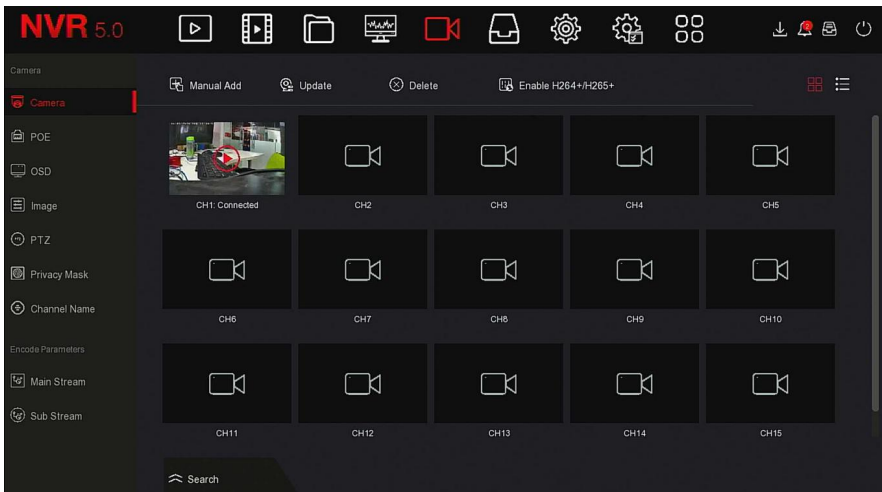 NVR 5.0
2
Camera
Manual Add Update Delete Enable H264+/H265+
Camera
POE
OSD
Image
PTZ
Privacy Mask
Channel Name
Encode Parameters
Main Stream
Sub Stream
CH1: Connected CH2 CH3 CH4 CH5
CH6 CH7 CH8 CH9 CH10
CH11 CH12 CH13 CH14 CH15
Search